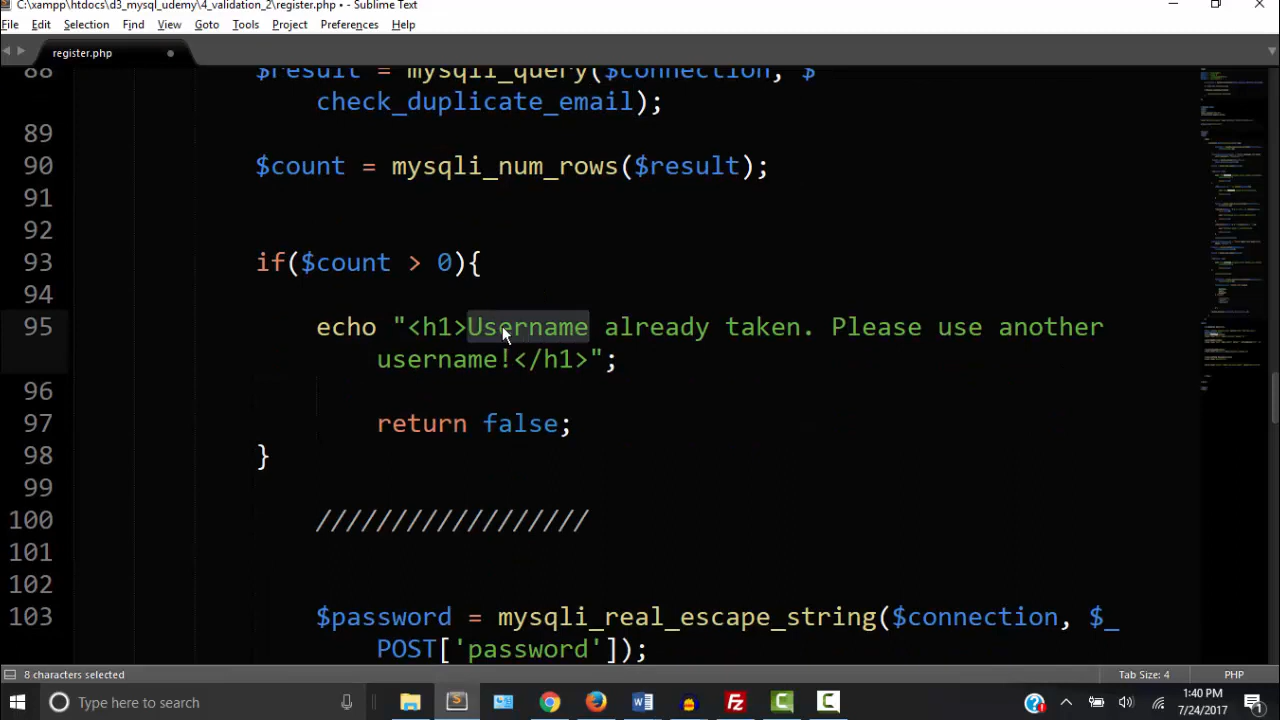 C:\xampp\htdocs\d3_mysql_udemy\4_validation_2\register.php • - Sublime Text
File Edit Selection Find View Goto Tools Project Preferences Help
register.php
88 $result = mysqli_query($connection, $
check_duplicate_email);
89
90 $count = mysqli_num_rows($result);
91
92
93 if($count > 0){
94
95 echo "<h1>Username already taken. Please use another
username!</h1>";
96
97 return false;
98 }
99
100 //////////////////
101
102
103 $password = mysqli_real_escape_string($connection, $_
POST['password']);
8 characters selected Tab Size: 4 PHP
Type here to search 1:40 PM
7/24/2017